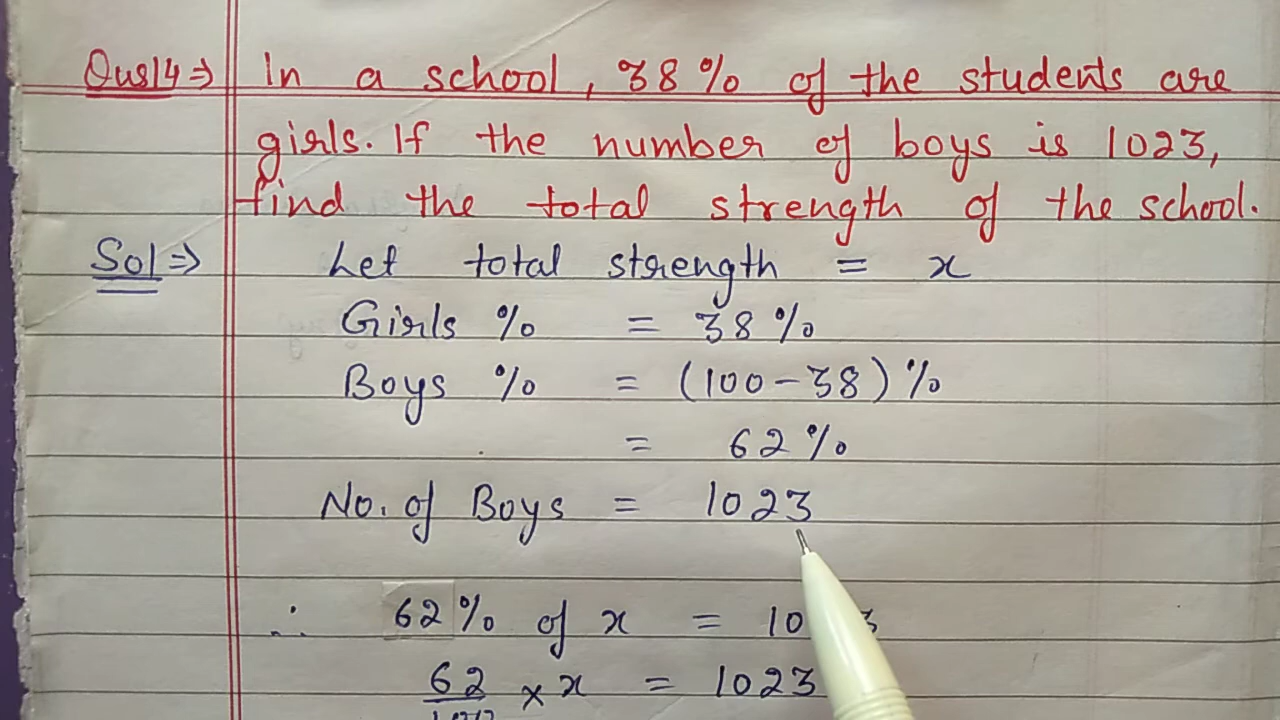 Ques14⇒ In a school, 38% of the students are
girls. If the number of boys is 1023,
find the total strength of the school.
Sol⇒ Let total strength = x
Girls % = 38%
Boys % = (100-38)%
= 62%
No. of Boys = 1023
∴ 62% of x = 10
62 × x = 1023